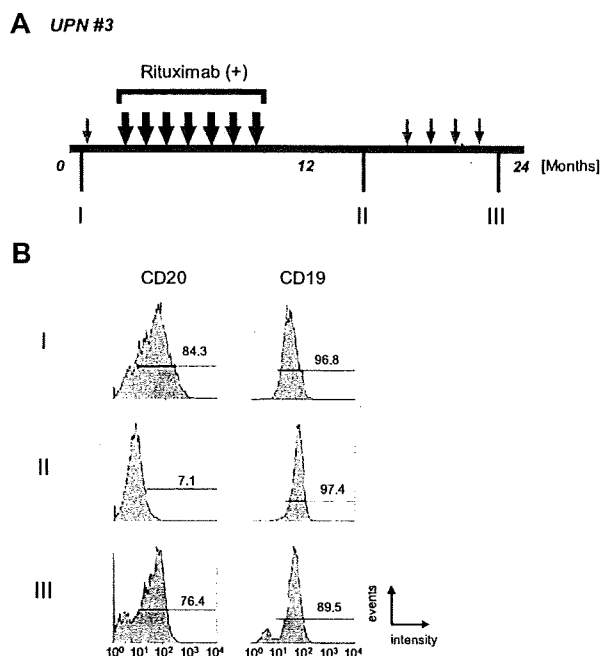 A UPN #3
Rituximab (+)
0 12 24 [Months]
I II III
B
CD20 CD19
I
84.3 96.8
II
7.1 97.4
III
76.4 89.5
10⁰ 10¹ 10² 10³ 10⁴ 10⁰ 10¹ 10² 10³ 10⁴
events
intensity